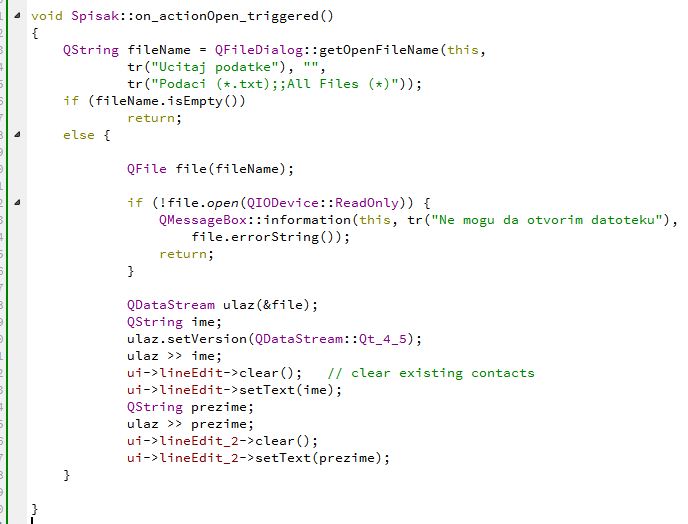 void Spisak::on_actionOpen_triggered()
{
    QString fileName = QFileDialog::getOpenFileName(this,
            tr("Ucitaj podatke"), "",
            tr("Podaci (*.txt);;All Files (*)"));
    if (fileName.isEmpty())
            return;
    else {
            QFile file(fileName);
            if (!file.open(QIODevice::ReadOnly)) {
                QMessageBox::information(this, tr("Ne mogu da otvorim datoteku"),
                    file.errorString());
                return;
            }
            QDataStream ulaz(&file);
            QString ime;
            ulaz.setVersion(QDataStream::Qt_4_5);
            ulaz >> ime;
            ui->lineEdit->clear();   // clear existing contacts
            ui->lineEdit->setText(ime);
            QString prezime;
            ulaz >> prezime;
            ui->lineEdit_2->clear();
            ui->lineEdit_2->setText(prezime);
    }
}